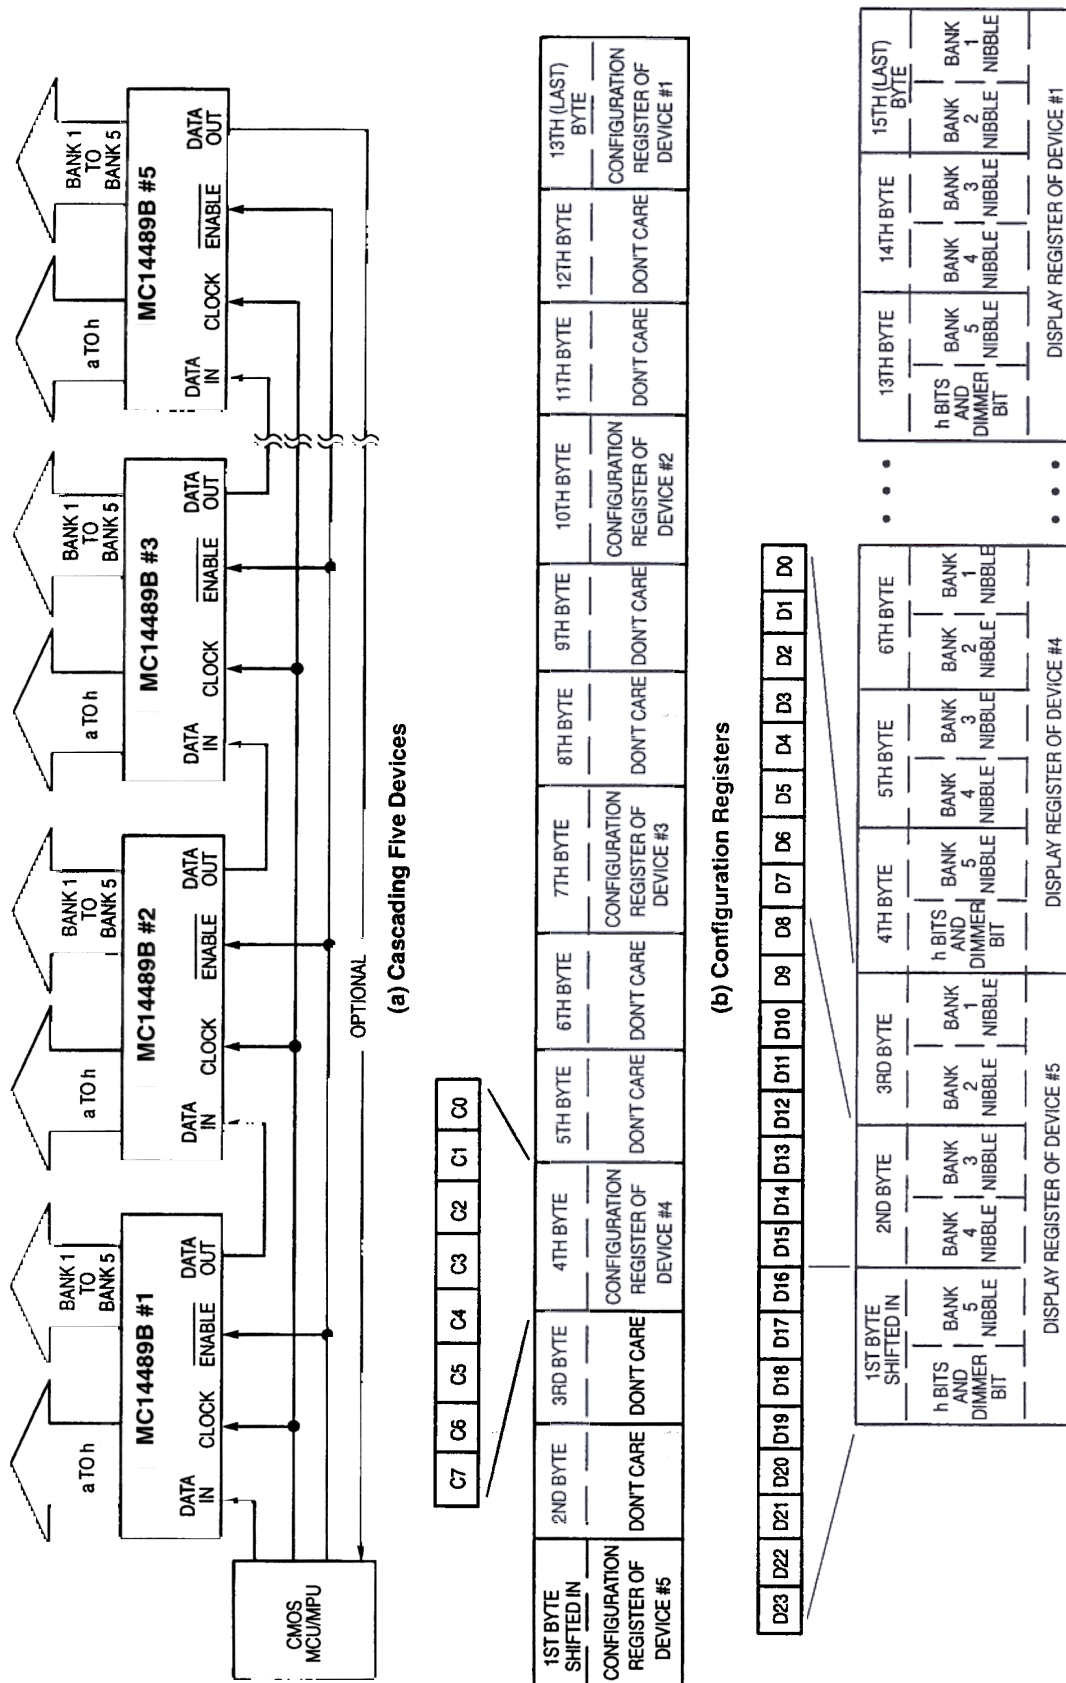 CMOS
MCU/MPU
a TO h
BANK 1
TO
BANK 5
MC14489B #1
DATA
IN
CLOCK
ENABLE
DATA
OUT
a TO h
BANK 1
TO
BANK 5
MC14489B #2
DATA
IN
CLOCK
ENABLE
DATA
OUT
a TO h
BANK 1
TO
BANK 5
MC14489B #3
DATA
IN
CLOCK
ENABLE
DATA
OUT
a TO h
BANK 1
TO
BANK 5
MC14489B #5
DATA
IN
CLOCK
ENABLE
DATA
OUT
OPTIONAL
(a) Cascading Five Devices
C7 C6 C5 C4 C3 C2 C1 C0
1ST BYTE
SHIFTED IN
CONFIGURATION
REGISTER OF
DEVICE #5
2ND BYTE
DON'T CARE
3RD BYTE
DON'T CARE
4TH BYTE
CONFIGURATION
REGISTER OF
DEVICE #4
5TH BYTE
DON'T CARE
6TH BYTE
DON'T CARE
7TH BYTE
CONFIGURATION
REGISTER OF
DEVICE #3
8TH BYTE
DON'T CARE
9TH BYTE
DON'T CARE
10TH BYTE
CONFIGURATION
REGISTER OF
DEVICE #2
11TH BYTE
DON'T CARE
12TH BYTE
DON'T CARE
13TH (LAST)
BYTE
CONFIGURATION
REGISTER OF
DEVICE #1
(b) Configuration Registers
D23 D22 D21 D20 D19 D18 D17 D16 D15 D14 D13 D12 D11 D10 D9 D8 D7 D6 D5 D4 D3 D2 D1 D0
1ST BYTE
SHIFTED IN
h BITS
AND
DIMMER
BIT
BANK
5
NIBBLE
2ND BYTE
BANK
4
NIBBLE
BANK
3
NIBBLE
3RD BYTE
BANK
2
NIBBLE
BANK
1
NIBBLE
DISPLAY REGISTER OF DEVICE #5
4TH BYTE
h BITS
AND
DIMMER
BIT
BANK
5
NIBBLE
5TH BYTE
BANK
4
NIBBLE
BANK
3
NIBBLE
6TH BYTE
BANK
2
NIBBLE
BANK
1
NIBBLE
DISPLAY REGISTER OF DEVICE #4
• • •
• • •
13TH BYTE
h BITS
AND
DIMMER
BIT
BANK
5
NIBBLE
14TH BYTE
BANK
4
NIBBLE
BANK
3
NIBBLE
15TH (LAST)
BYTE
BANK
2
NIBBLE
BANK
1
NIBBLE
DISPLAY REGISTER OF DEVICE #1